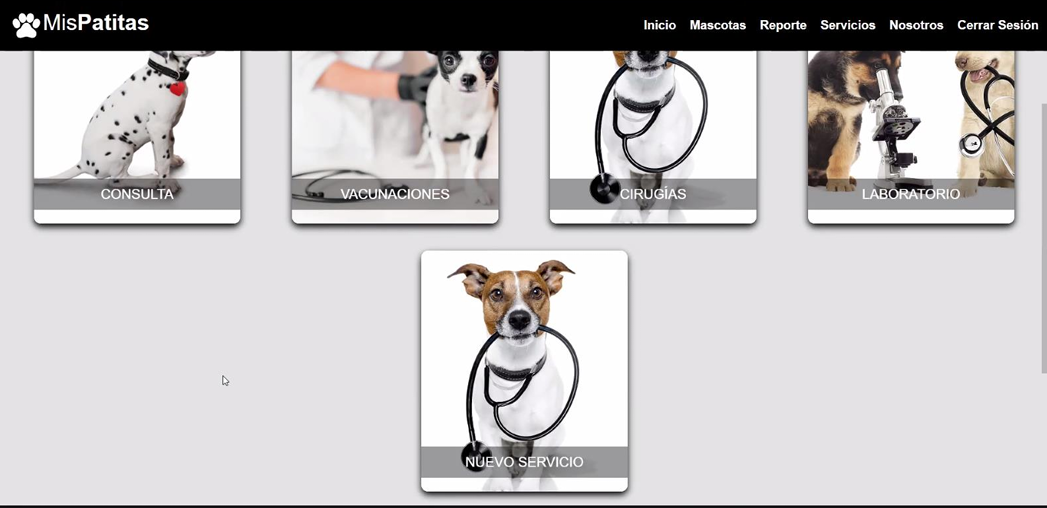 MisPatitas
Inicio Mascotas Reporte Servicios Nosotros Cerrar Sesión
CONSULTA
VACUNACIONES
CIRUGÍAS
LABORATORIO
NUEVO SERVICIO